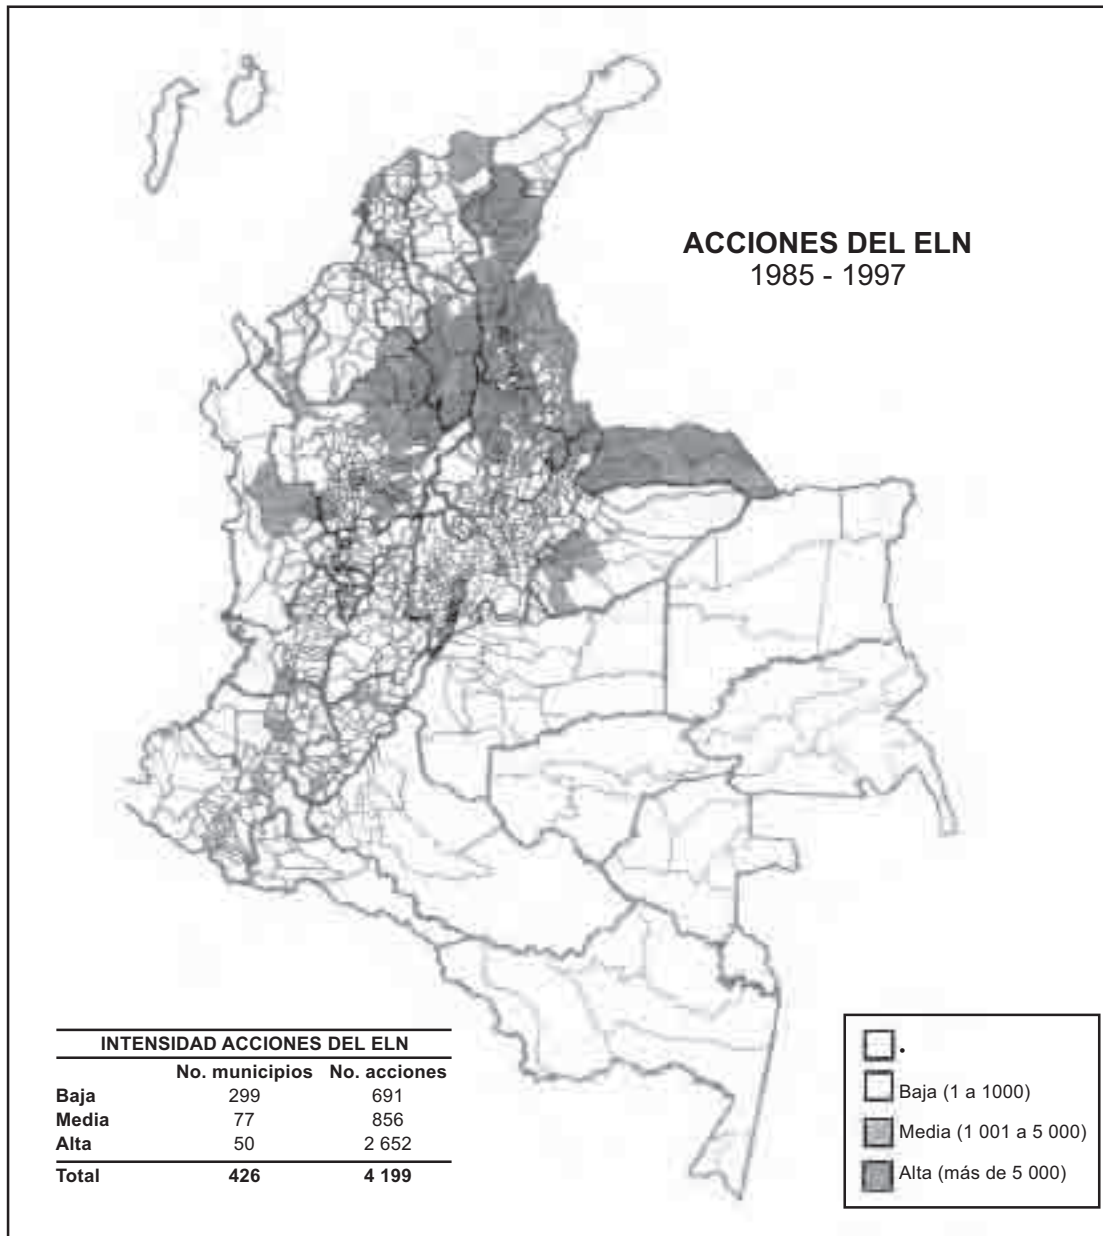 ACCIONES DEL ELN
1985 - 1997
INTENSIDAD ACCIONES DEL ELN
No. municipios No. acciones
Baja 299 691
Media 77 856
Alta 50 2 652
Total 426 4 199
.
Baja (1 a 1000)
Media (1 001 a 5 000)
Alta (más de 5 000)